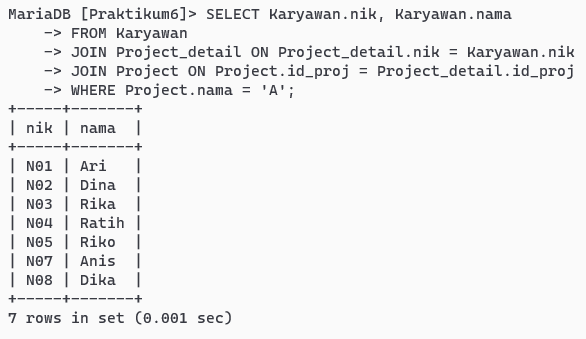 MariaDB [Praktikum6]> SELECT Karyawan.nik, Karyawan.nama
    -> FROM Karyawan
    -> JOIN Project_detail ON Project_detail.nik = Karyawan.nik
    -> JOIN Project ON Project.id_proj = Project_detail.id_proj
    -> WHERE Project.nama = 'A';
+-----+-------+
| nik | nama  |
+-----+-------+
| N01 | Ari   |
| N02 | Dina  |
| N03 | Rika  |
| N04 | Ratih |
| N05 | Riko  |
| N07 | Anis  |
| N08 | Dika  |
+-----+-------+
7 rows in set (0.001 sec)